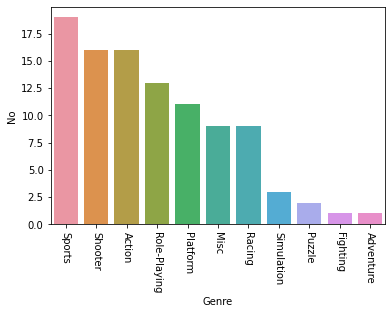 17.5
15.0
12.5
10.0
7.5
5.0
2.5
0.0
No
Sports
Shooter
Action
Role-Playing
Platform
Misc
Racing
Simulation
Puzzle
Fighting
Adventure
Genre